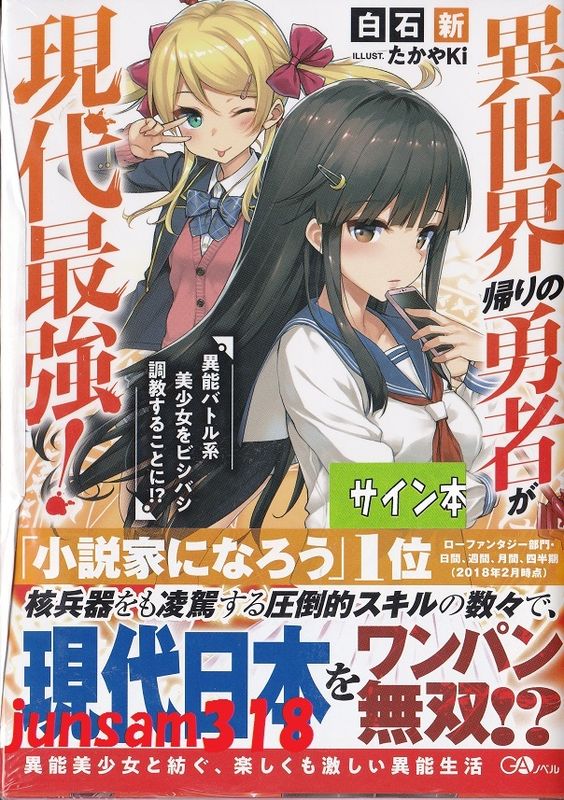 白石新
ILLUST. たかやKi
異世界帰りの勇者が
現代最強！
異能バトル系
美少女をビシバシ
調教することに!?
サイン本
「小説家になろう」1位
ローファンタジー部門・
日間、週間、月間、四半期
(2018年2月時点)
核兵器をも凌駕する圧倒的スキルの数々で、
現代日本を
ワンパン
無双!?
iunsam318
異能美少女と紡ぐ、楽しくも激しい異能生活
GAノベル